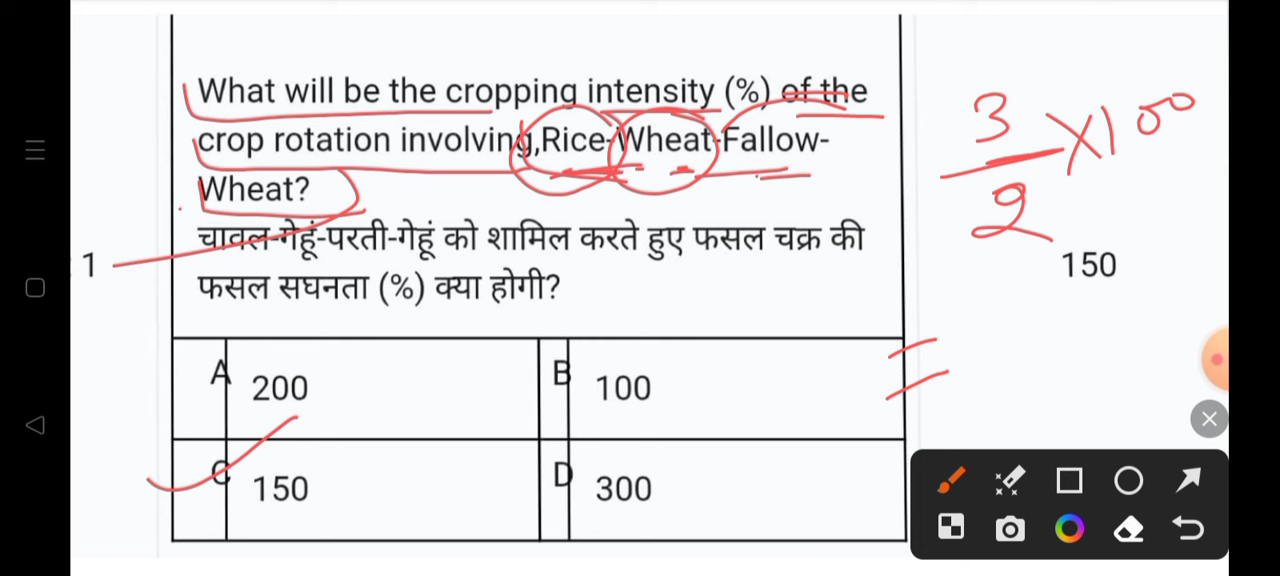 What will be the cropping intensity (%) of the
crop rotation involving,Rice-Wheat-Fallow-
Wheat?
चावल-गेहूं-परती-गेहूं को शामिल करते हुए फसल चक्र की
फसल सघनता (%) क्या होगी?
A 200
B 100
C 150
D 300
1
3
2
×100
150
=